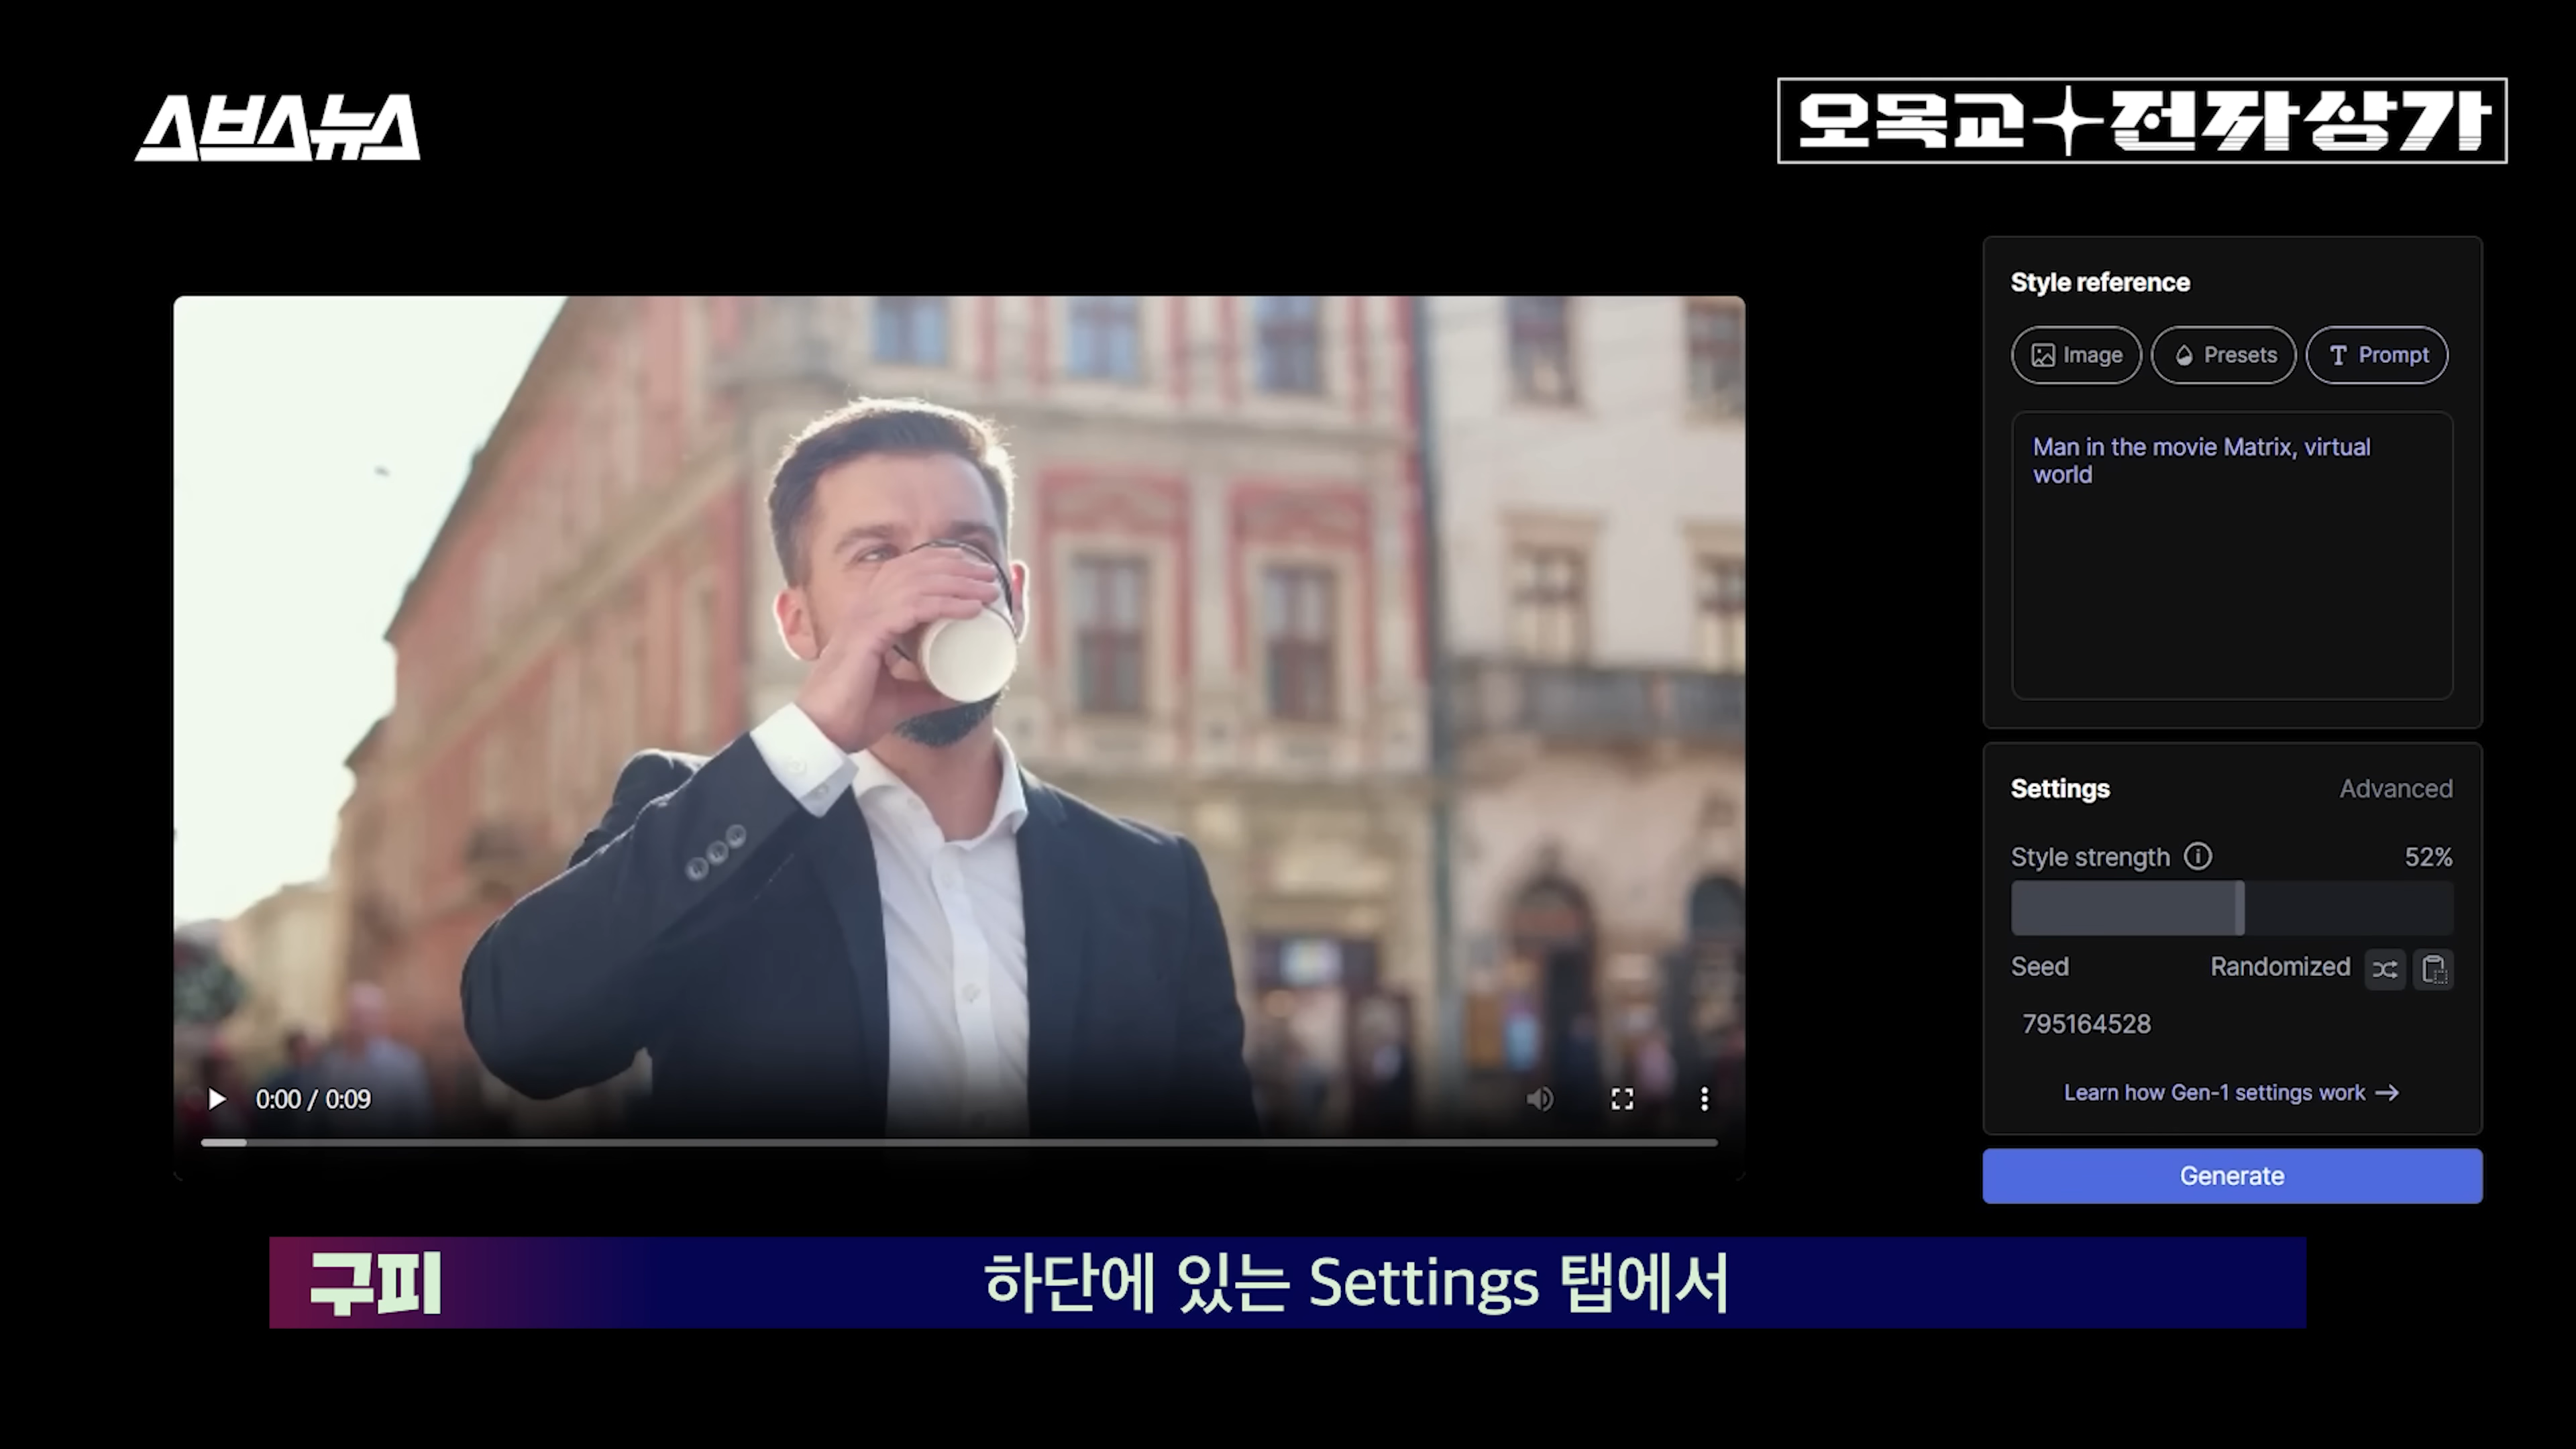 스브스뉴스
오목교 전자상가
Style reference
Image
Presets
Prompt
Man in the movie Matrix, virtual
world
Settings
Advanced
Style strength
52%
Seed
Randomized
795164528
Learn how Gen-1 settings work →
Generate
0:00 / 0:09
구피
하단에 있는 Settings 탭에서